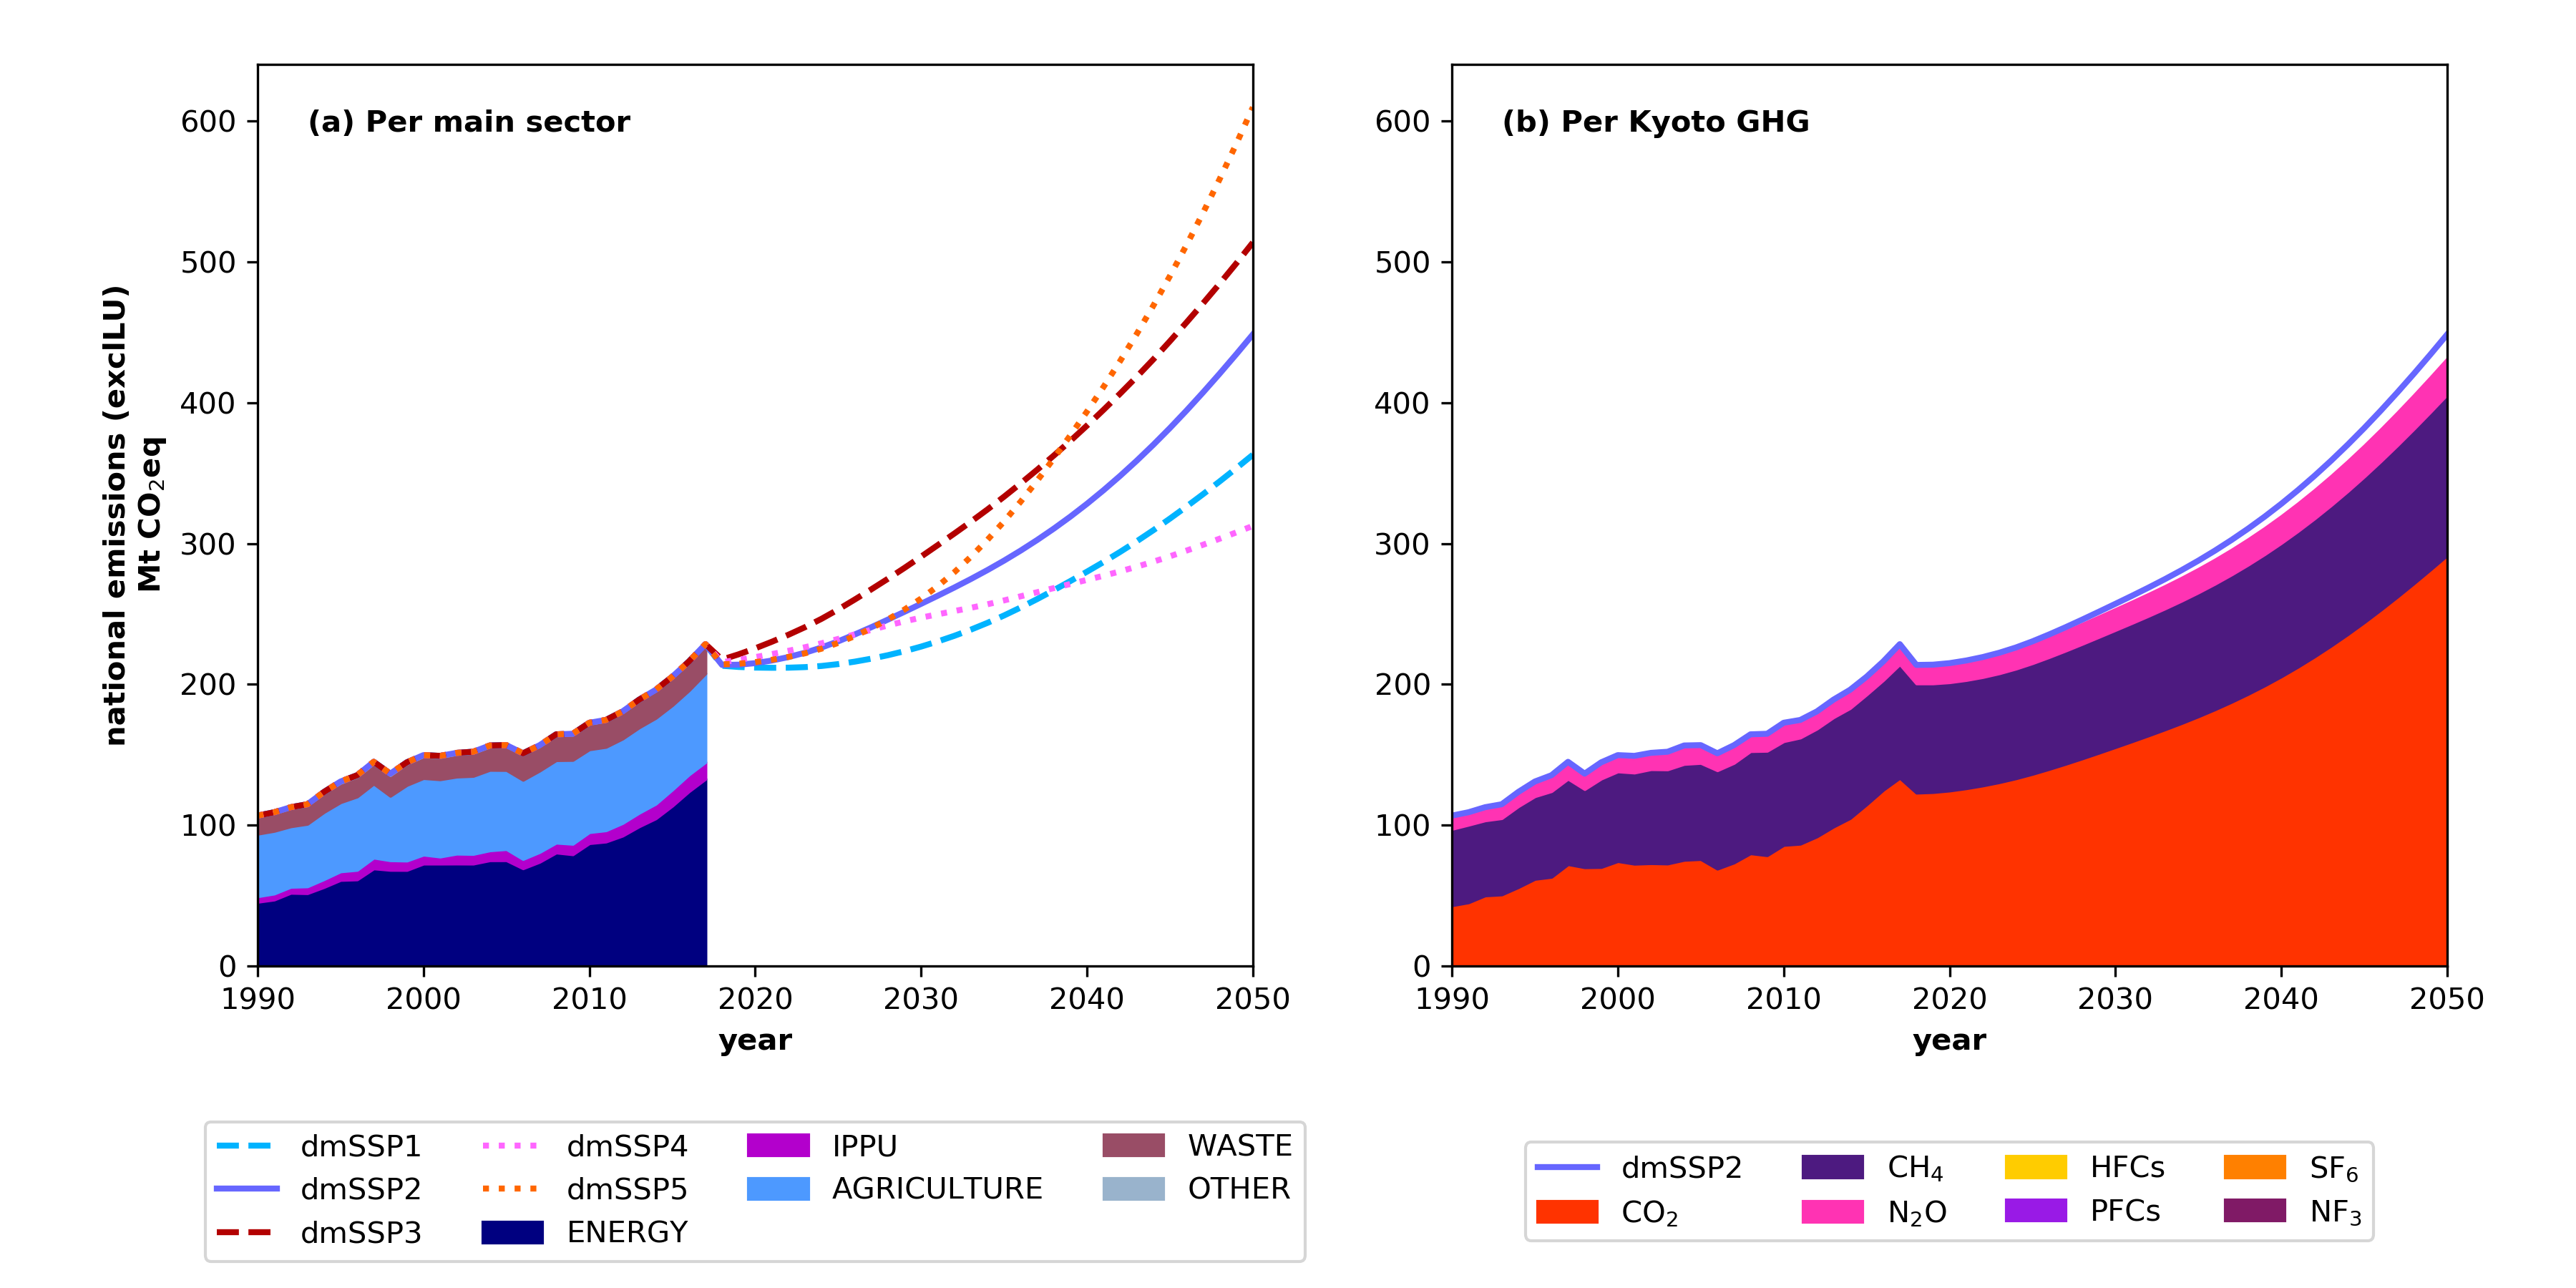 (a) Per main sector
600
500
400
300
200
100
0
national emissions (exclLU)
Mt CO₂eq
1990 2000 2010 2020 2030 2040 2050
year
(b) Per Kyoto GHG
600
500
400
300
200
100
0
1990 2000 2010 2020 2030 2040 2050
year
dmSSP1 dmSSP4 IPPU WASTE
dmSSP2 dmSSP5 AGRICULTURE OTHER
dmSSP3 ENERGY
dmSSP2 CH₄ HFCs SF₆
CO₂ N₂O PFCs NF₃